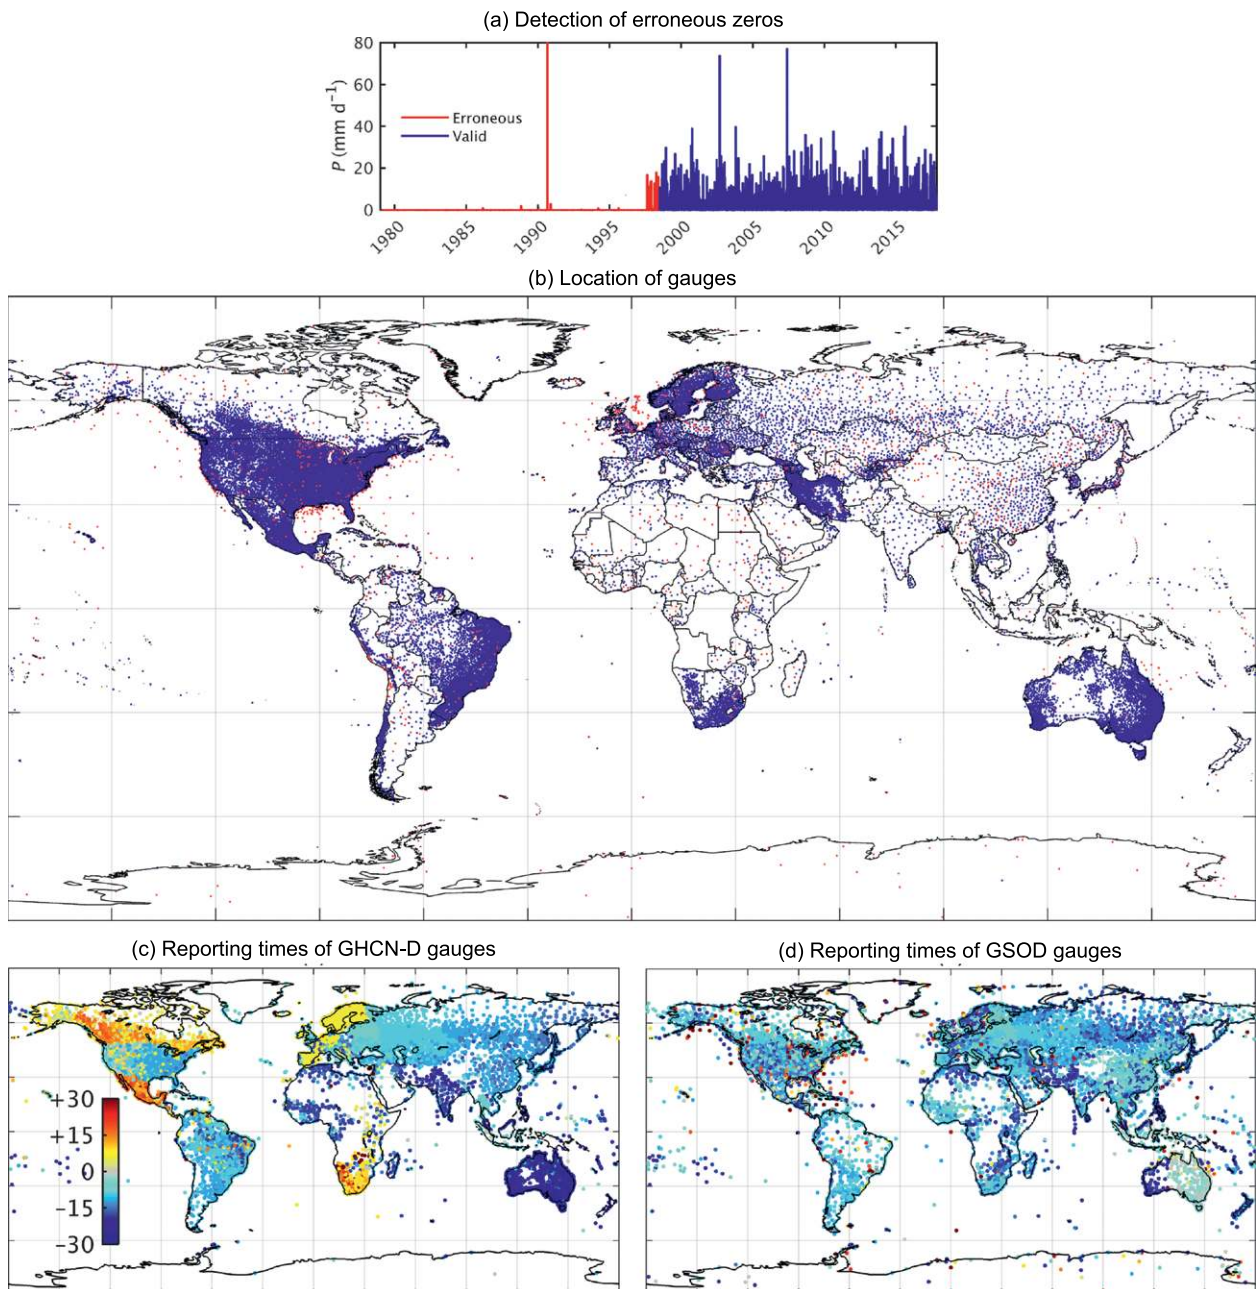 (a) Detection of erroneous zeros
80
60
40
20
0
P (mm d⁻¹)
Erroneous
Valid
1980
1985
1990
1995
2000
2005
2010
2015
(b) Location of gauges
(c) Reporting times of GHCN-D gauges
(d) Reporting times of GSOD gauges
+30
+15
0
−15
−30